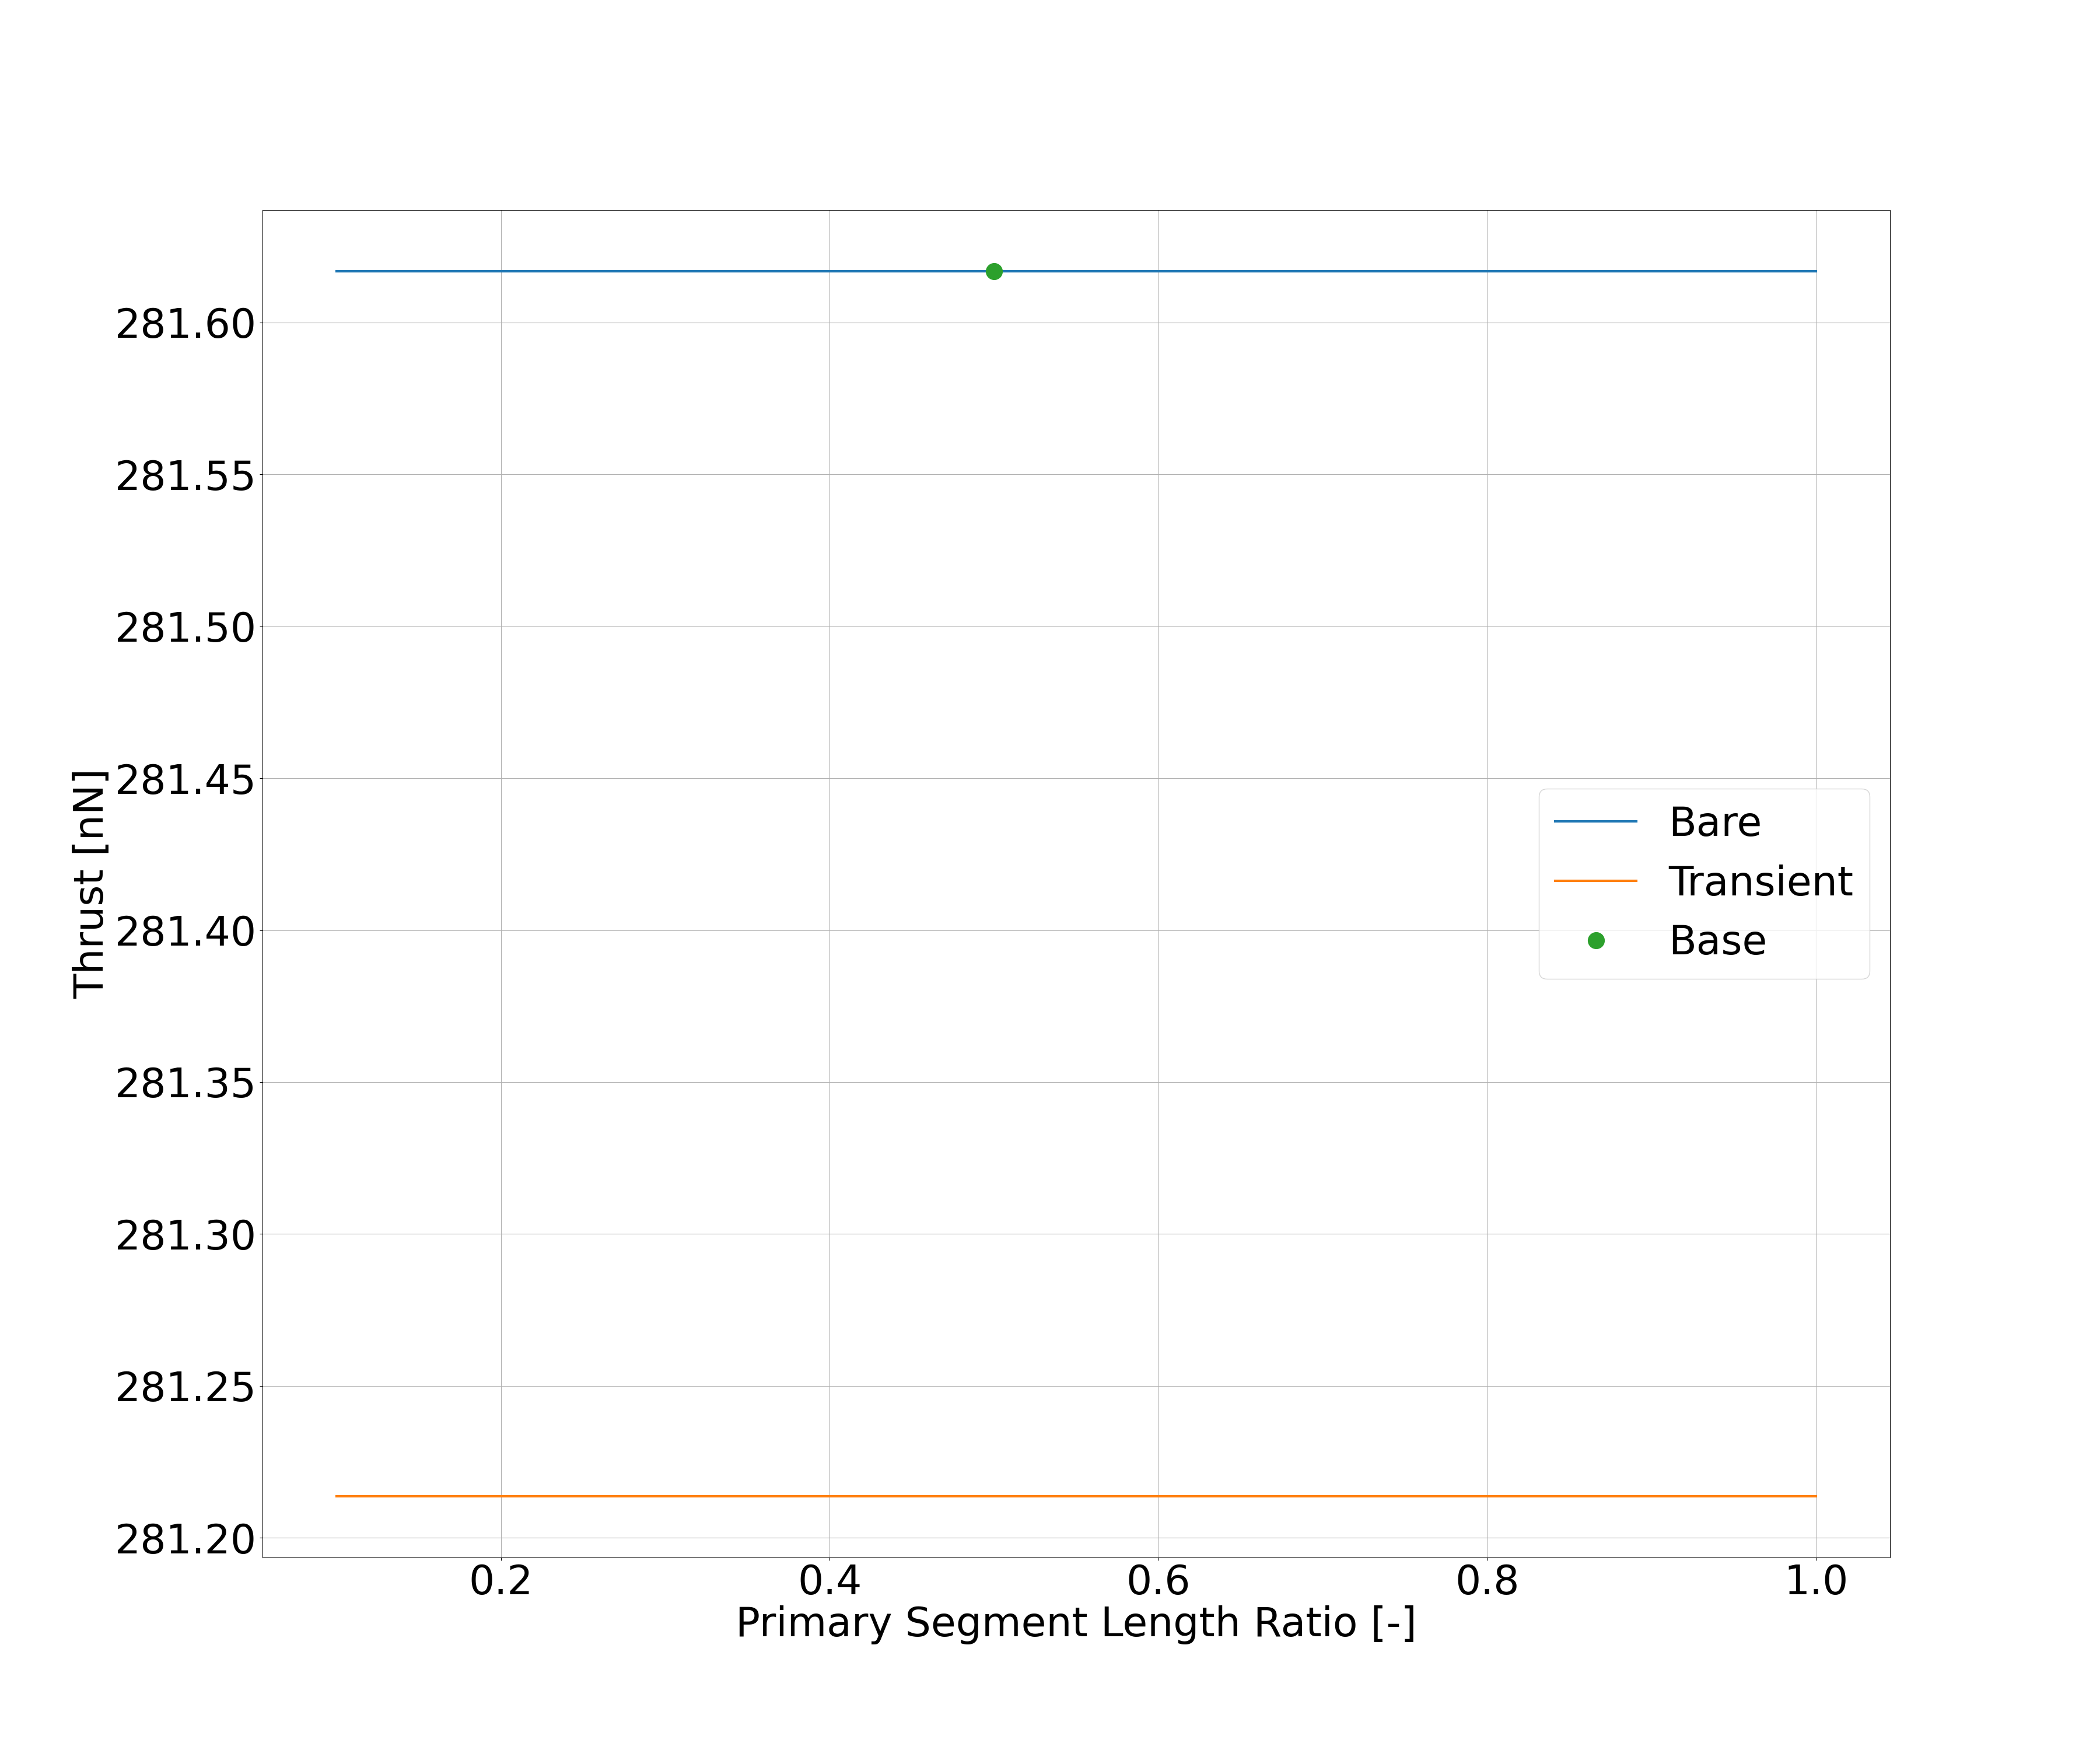 281.60
281.55
281.50
281.45
281.40
281.35
281.30
281.25
281.20
Thrust [nN]
Bare
Transient
Base
0.2 0.4 0.6 0.8 1.0
Primary Segment Length Ratio [-]